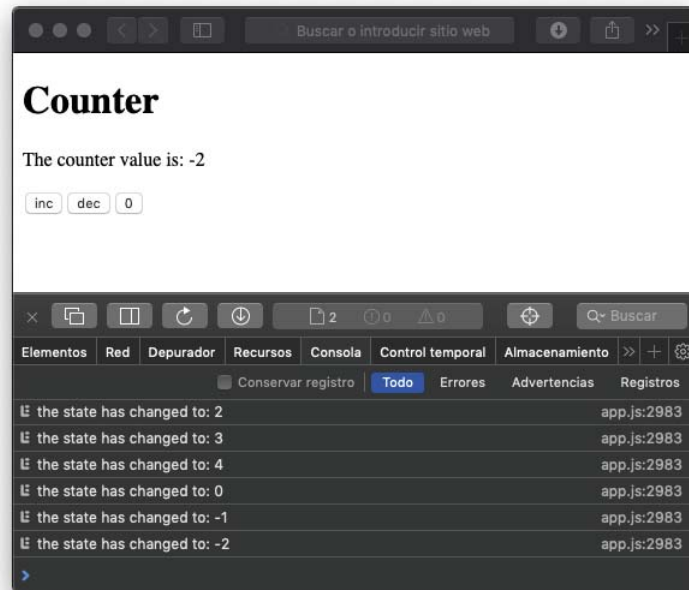 Buscar o introducir sitio web
Counter
The counter value is: -2
inc dec 0
2 0 0
Buscar
Elementos Red Depurador Recursos Consola Control temporal Almacenamiento
Conservar registro Todo Errores Advertencias Registros
the state has changed to: 2 app.js:2983
the state has changed to: 3 app.js:2983
the state has changed to: 4 app.js:2983
the state has changed to: 0 app.js:2983
the state has changed to: -1 app.js:2983
the state has changed to: -2 app.js:2983